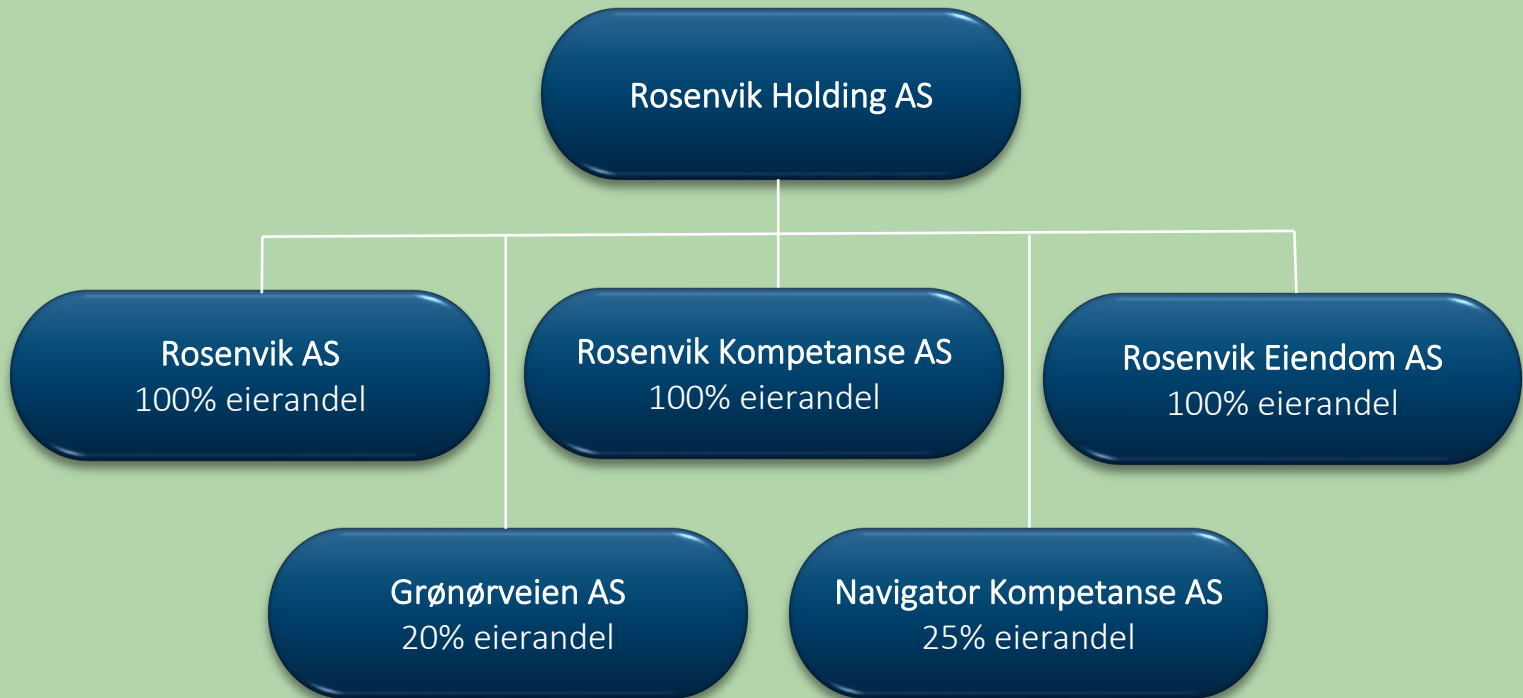 Rosenvik Holding AS
Rosenvik AS
100% eierandel
Rosenvik Kompetanse AS
100% eierandel
Rosenvik Eiendom AS
100% eierandel
Grønørveien AS
20% eierandel
Navigator Kompetanse AS
25% eierandel